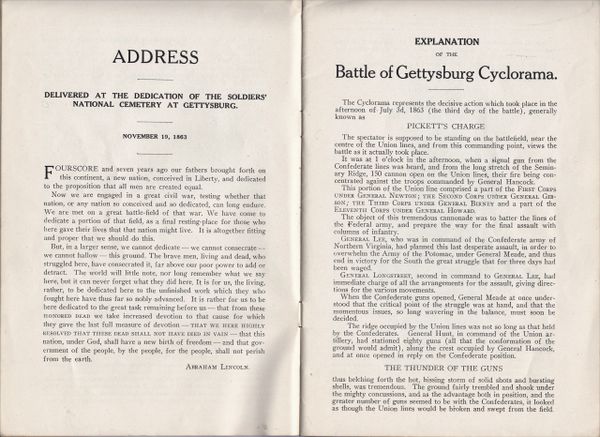 ADDRESS
DELIVERED AT THE DEDICATION OF THE SOLDIERS'
NATIONAL CEMETERY AT GETTYSBURG.
NOVEMBER 19, 1863
FOURSCORE and seven years ago our fathers brought forth on
this continent, a new nation, conceived in Liberty, and dedicated
to the proposition that all men are created equal.
Now we are engaged in a great civil war, testing whether that
nation, or any nation so conceived and so dedicated, can long endure.
We are met on a great battle-field of that war. We have come to
dedicate a portion of that field, as a final resting-place for those who
here gave their lives that that nation might live. It is altogether fitting
and proper that we should do this.
But, in a larger sense, we cannot dedicate — we cannot consecrate —
we cannot hallow — this ground. The brave men, living and dead, who
struggled here, have consecrated it, far above our poor power to add or
detract. The world will little note, nor long remember what we say
here, but it can never forget what they did here. It is for us, the living,
rather, to be dedicated here to the unfinished work which they who
fought here have thus far so nobly advanced. It is rather for us to be
here dedicated to the great task remaining before us — that from these
HONORED DEAD we take increased devotion to that cause for which
they gave the last full measure of devotion — THAT WE HERE HIGHLY
RESOLVED THAT THESE DEAD SHALL NOT HAVE DIED IN VAIN — that this
nation, under God, shall have a new birth of freedom — and that gov-
ernment of the people, by the people, for the people, shall not perish
from the earth.
ABRAHAM LINCOLN.
EXPLANATION
OF THE
Battle of Gettysburg Cyclorama.
The Cyclorama represents the decisive action which took place in the
afternoon of July 3d, 1863 (the third day of the battle), generally
known as
PICKETT'S CHARGE
The spectator is supposed to be standing on the battlefield, near the
centre of the Union lines, and from this commanding point, views the
battle as it actually took place.
It was at 1 o'clock in the afternoon, when a signal gun from the
Confederate lines was heard, and from the long stretch of the Semin-
ary Ridge, 150 cannon open on the Union lines, their fire being con-
centrated against the troops commanded by General Hancock.
This portion of the Union line comprised a part of the FIRST CORPS
UNDER GENERAL NEWTON; THE SECOND CORPS UNDER GENERAL GIB-
SON; THE THIRD CORPS UNDER GENERAL BIRNEY and a part of the
ELEVENTH CORPS UNDER GENERAL HOWARD.
The object of this tremendous cannonade was to batter the lines of
the Federal army, and prepare the way for the final assault with
columns of infantry.
GENERAL LEE, who was in command of the Confederate army of
Northern Virginia, had planned this last desperate assault, in order to
overwhelm the Army of the Potomac, under General Meade, and thus
end in victory for the South the great struggle that for three days had
been waged.
GENERAL LONGSTREET, second in command to GENERAL LEE, had
immediate charge of all the arrangements for the assault, giving direc-
tions for the various movements.
When the Confederate guns opened, General Meade at once under-
stood that the critical point of the struggle was at hand, and that the
momentous issues, so long wavering in the balance, must soon be
decided.
The ridge occupied by the Union lines was not so long as that held
by the Confederates. General Hunt, in command of the Union ar-
tillery, had stationed eighty guns (all that the conformation of the
ground would admit), along the crest occupied by General Hancock,
and at once opened in reply on the Confederate position.
THE THUNDER OF THE GUNS
thus belching forth the hot, hissing storm of solid shots and bursting
shells, was tremendous. The ground fairly trembled and shook under
the mighty concussions, and as the advantage both in position, and the
greater number of guns seemed to be with the Confederates, it looked
as though the Union lines would be broken and swept from the field.